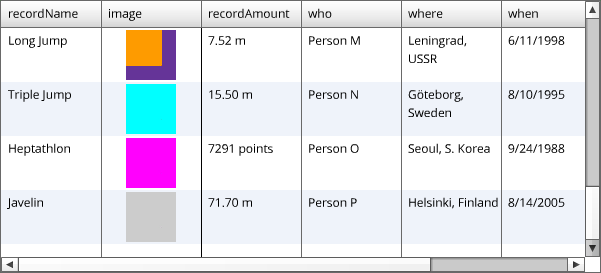 recordName image recordAmount who where when
Long Jump 7.52 m Person M Leningrad, 6/11/1998
USSR
Triple Jump 15.50 m Person N Göteborg, 8/10/1995
Sweden
Heptathlon 7291 points Person O Seoul, S. Korea 9/24/1988
Javelin 71.70 m Person P Helsinki, Finland 8/14/2005